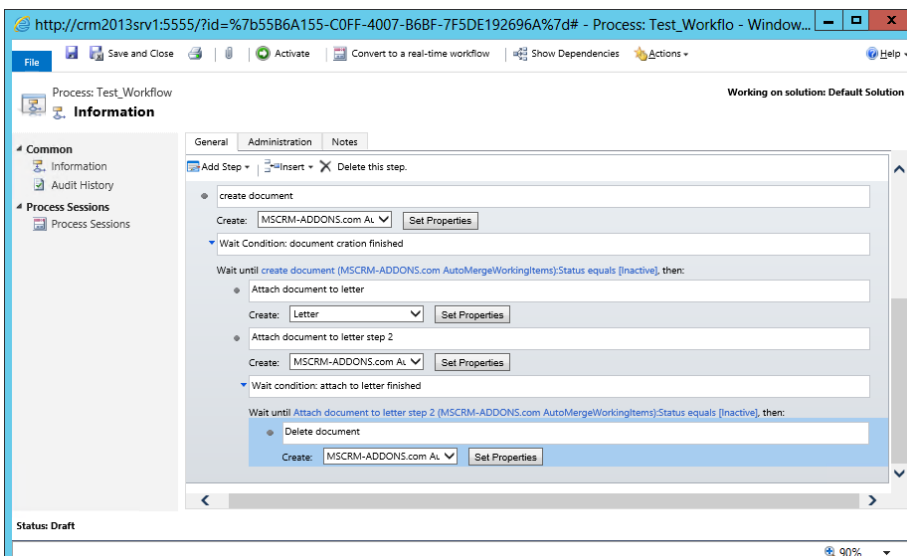 http://crm2013srv1:5555/?id=%7b55B6A155-C0FF-4007-B6BF-7F5DE192696A%7d# - Process: Test_Workflo - Window...
File
Save and Close
Activate
Convert to a real-time workflow
Show Dependencies
Actions
Help
Process: Test_Workflow
Information
Working on solution: Default Solution
Common
Information
Audit History
Process Sessions
Process Sessions
General Administration Notes
Add Step Insert Delete this step.
create document
Create: MSCRM-ADDONS.com Au Set Properties
Wait Condition: document cration finished
Wait until create document (MSCRM-ADDONS.com AutoMergeWorkingItems):Status equals [Inactive], then:
Attach document to letter
Create: Letter Set Properties
Attach document to letter step 2
Create: MSCRM-ADDONS.com Au Set Properties
Wait condition: attach to letter finished
Wait until Attach document to letter step 2 (MSCRM-ADDONS.com AutoMergeWorkingItems):Status equals [Inactive], then:
Delete document
Create: MSCRM-ADDONS.com Au Set Properties
Status: Draft
90%